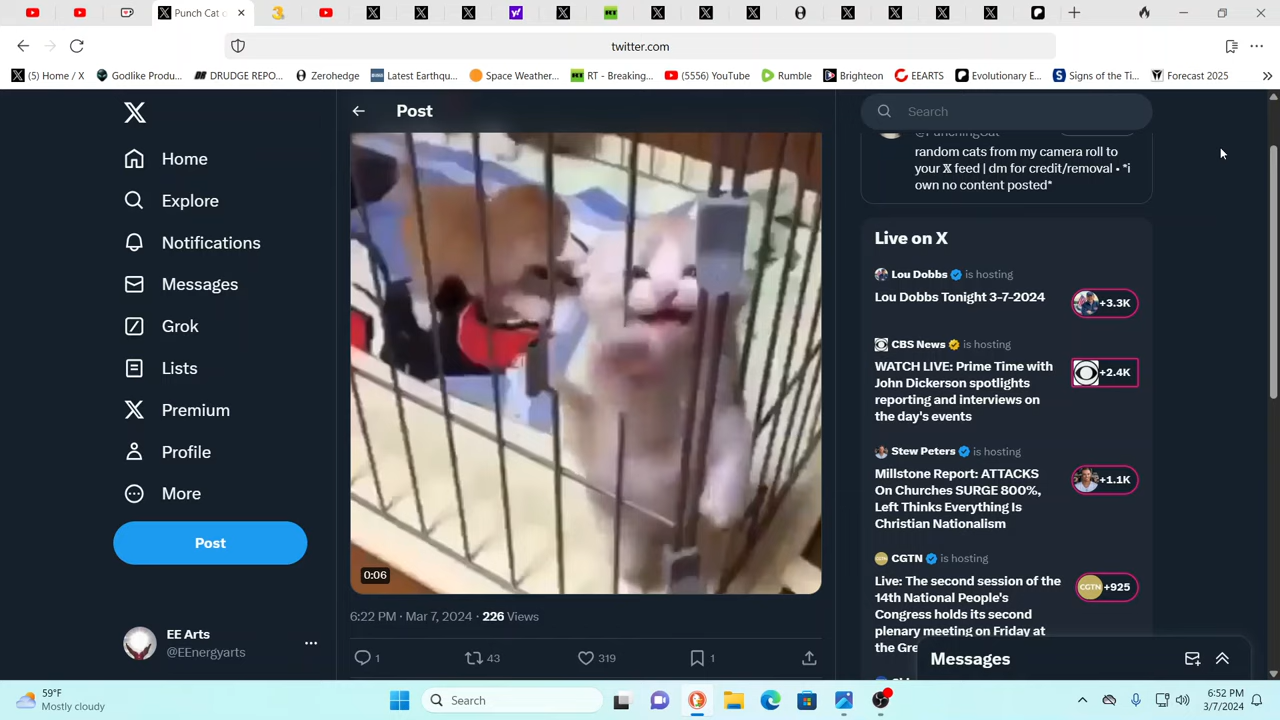 Punch Cat
twitter.com
(5) Home / X
Godlike Produ...
DRUDGE REPO...
Zerohedge
Latest Earthqu...
Space Weather...
RT - Breaking...
(5556) YouTube
Rumble
Brighteon
EEARTS
Evolutionary E...
Signs of the Ti...
Forecast 2025
Home
Explore
Notifications
Messages
Grok
Lists
Premium
Profile
More
Post
EE Arts
@EEnergyarts
Post
0:06
6:22 PM · Mar 7, 2024 · 226 Views
1
43
319
1
Search
@PunchingCat
random cats from my camera roll to
your 𝕏 feed | dm for credit/removal • *i
own no content posted*
Live on X
Lou Dobbs is hosting
Lou Dobbs Tonight 3-7-2024
+3.3K
CBS News is hosting
WATCH LIVE: Prime Time with
John Dickerson spotlights
reporting and interviews on
the day's events
+2.4K
Stew Peters is hosting
Millstone Report: ATTACKS
On Churches SURGE 800%,
Left Thinks Everything Is
Christian Nationalism
+1.1K
CGTN is hosting
Live: The second session of the
14th National People's
Congress holds its second
plenary meeting on Friday at
the Gre
CGTN
+925
Messages
59°F
Mostly cloudy
Search
6:52 PM
3/7/2024